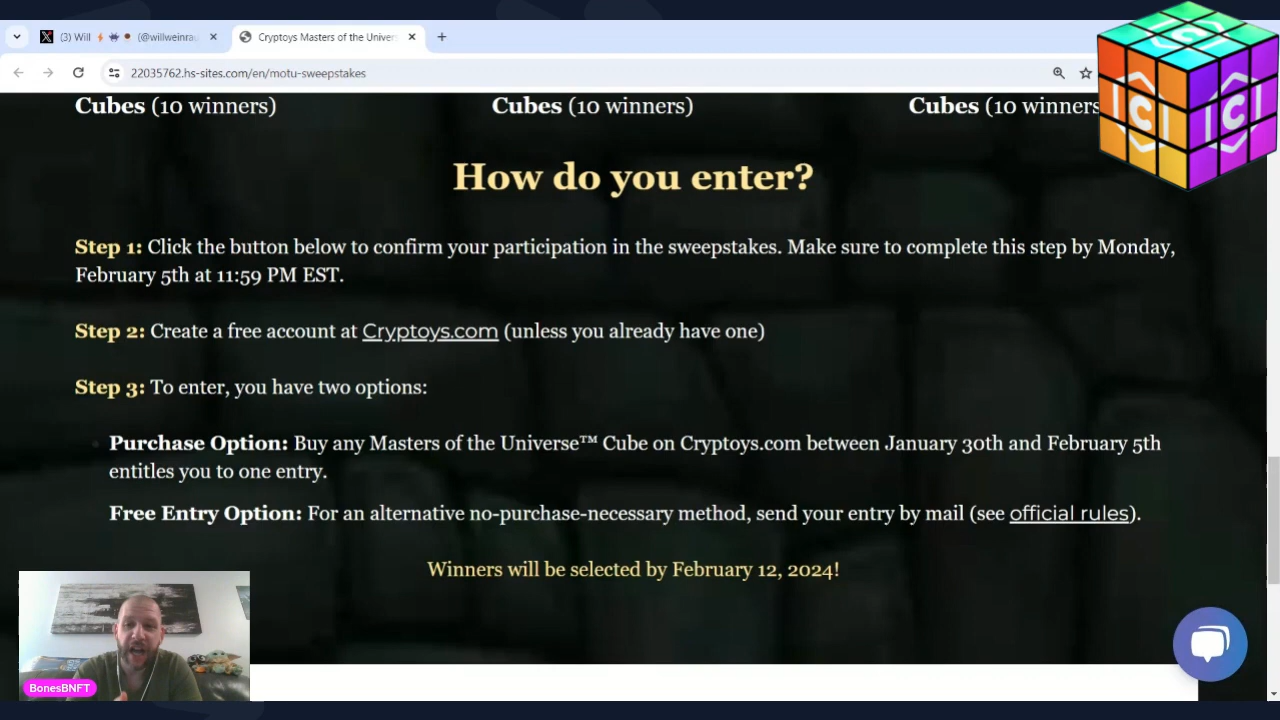 (3) Will ⚡👾 (@willweinrau
Cryptoys Masters of the Univer
22035762.hs-sites.com/en/motu-sweepstakes
Cubes (10 winners)
Cubes (10 winners)
Cubes (10 winners
C
C
C
How do you enter?
Step 1: Click the button below to confirm your participation in the sweepstakes. Make sure to complete this step by Monday,
February 5th at 11:59 PM EST.
Step 2: Create a free account at Cryptoys.com (unless you already have one)
Step 3: To enter, you have two options:
Purchase Option: Buy any Masters of the Universe™ Cube on Cryptoys.com between January 30th and February 5th
entitles you to one entry.
Free Entry Option: For an alternative no-purchase-necessary method, send your entry by mail (see official rules).
Winners will be selected by February 12, 2024!
BonesBNFT